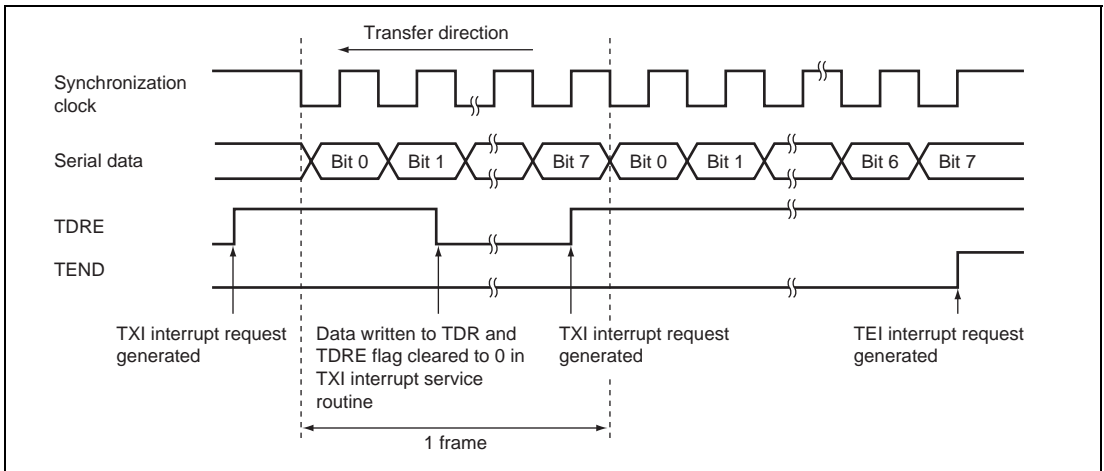 Transfer direction
Synchronization
clock
Serial data
Bit 0
Bit 1
Bit 7
Bit 0
Bit 1
Bit 6
Bit 7
TDRE
TEND
TXI interrupt request
generated
Data written to TDR and
TDRE flag cleared to 0 in
TXI interrupt service
routine
TXI interrupt request
generated
TEI interrupt request
generated
1 frame